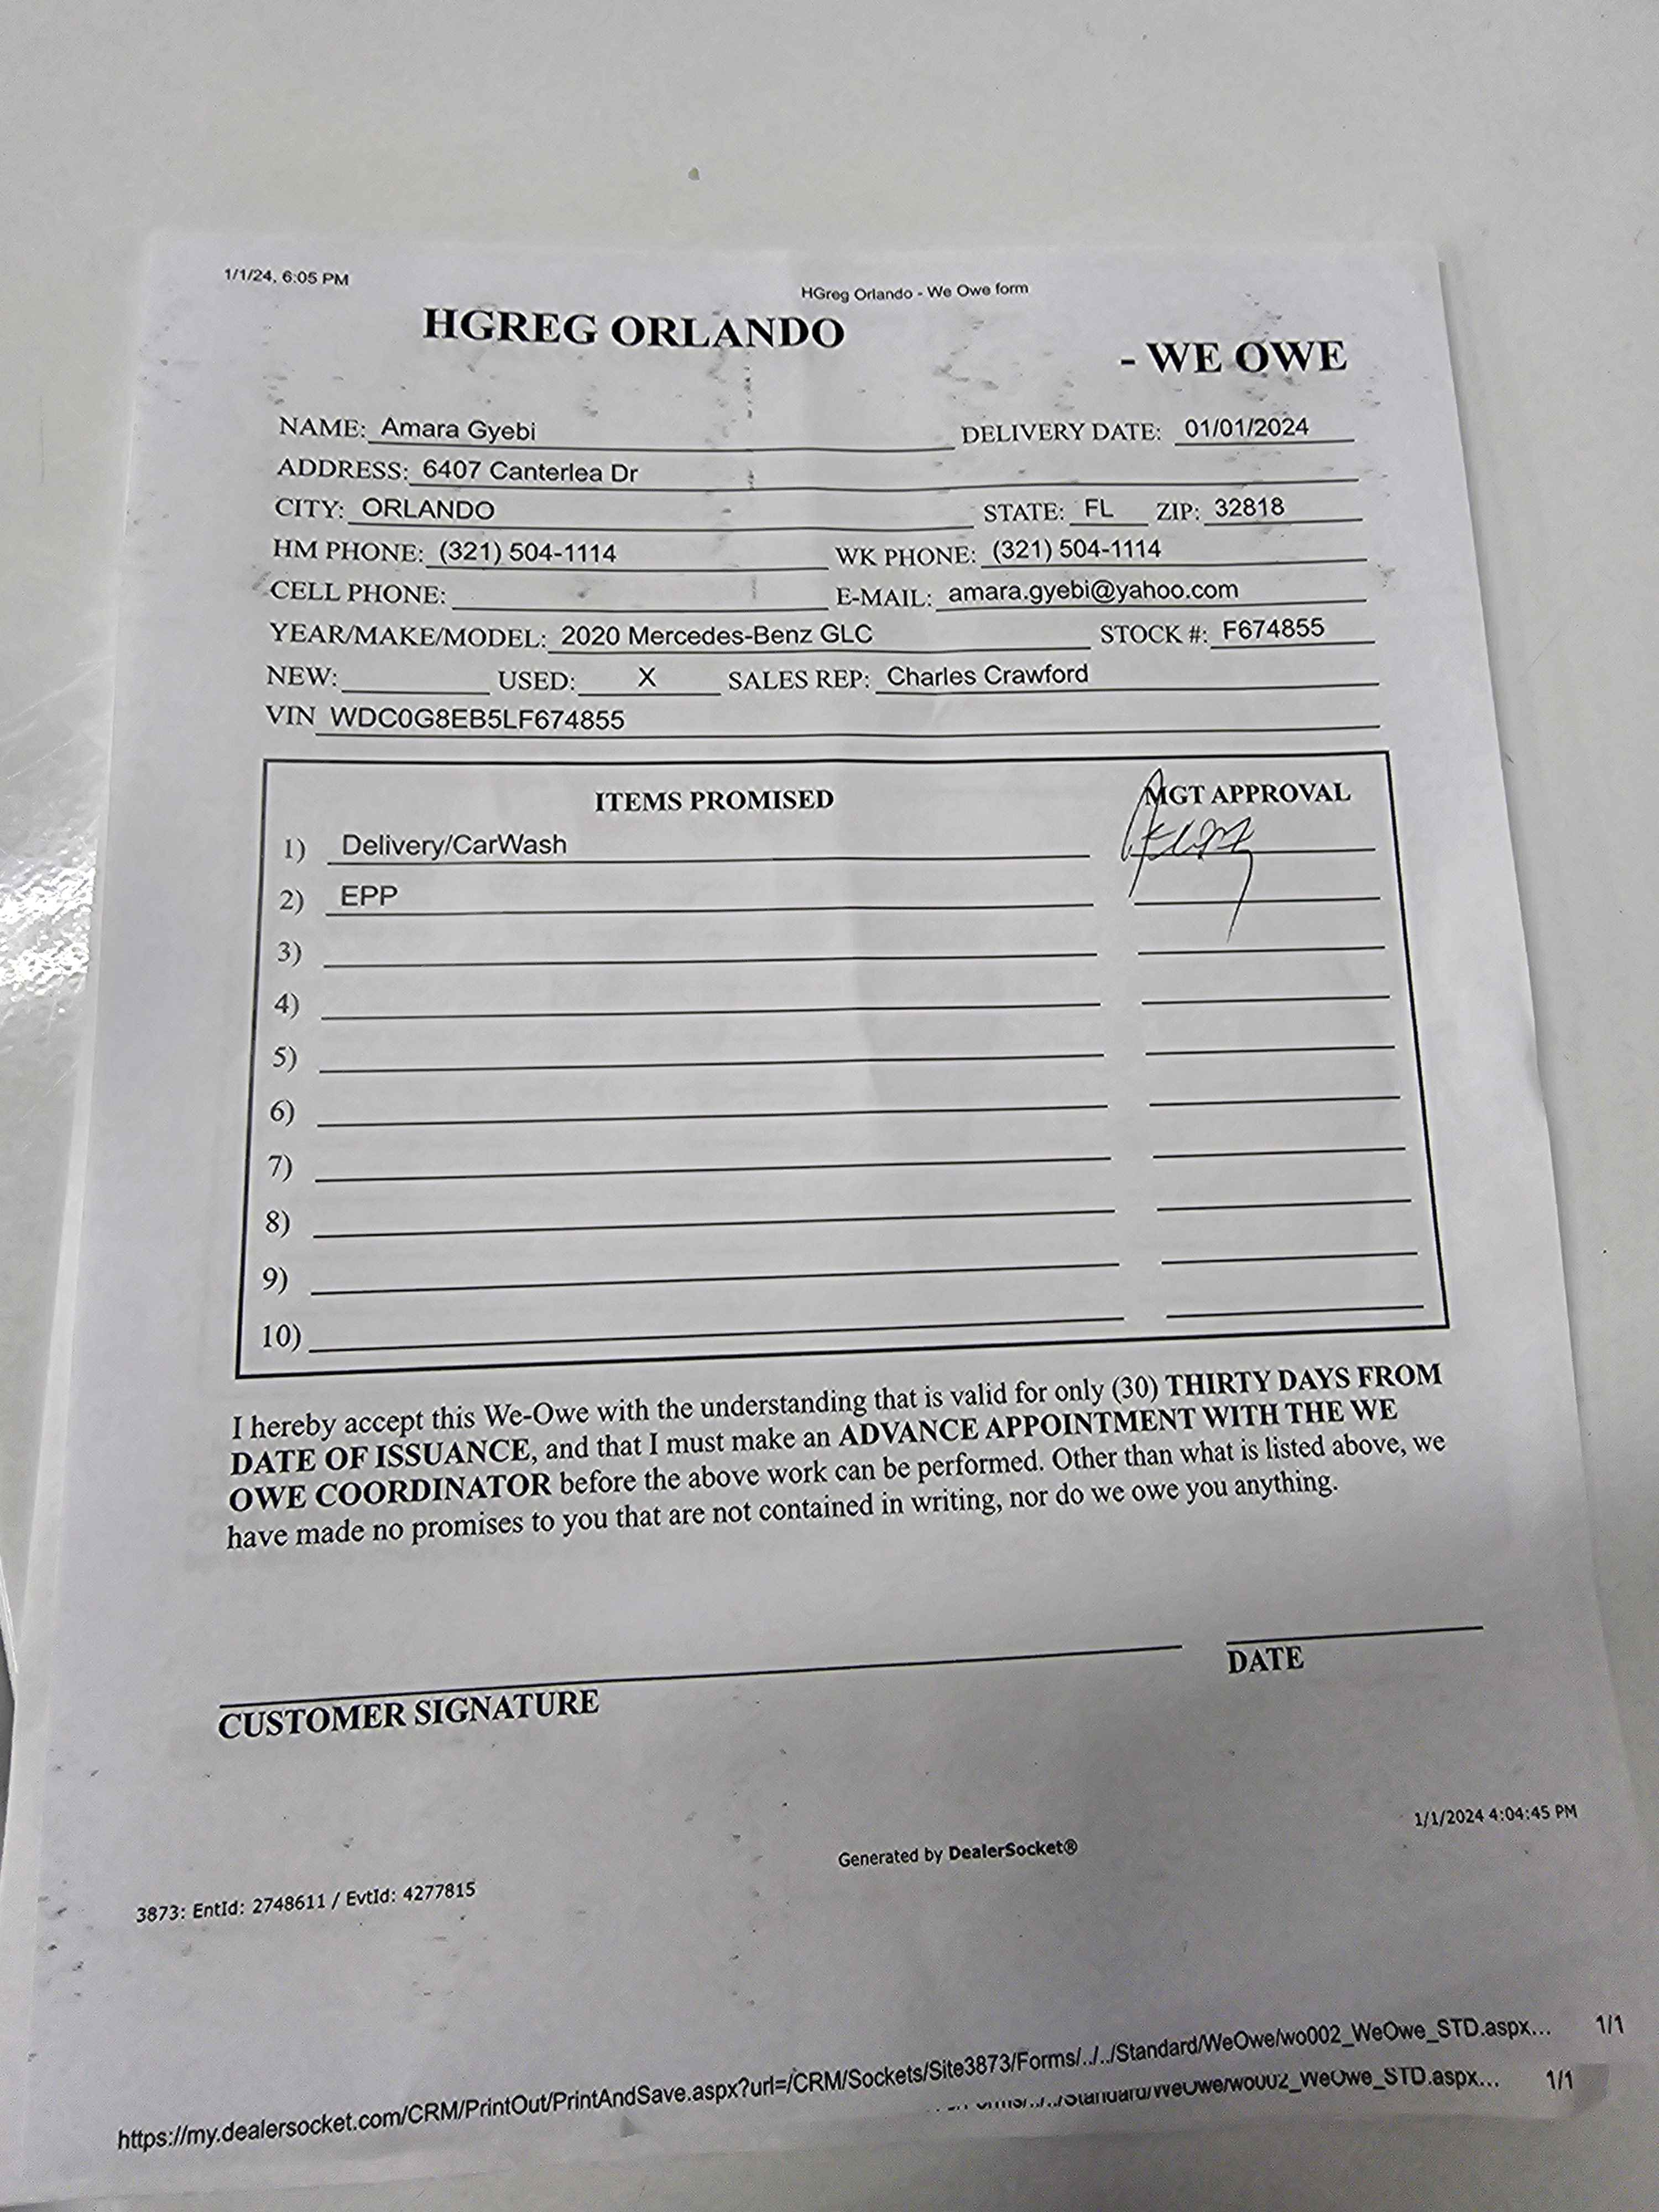 1/1/24, 6:05 PM HGreg Orlando - We Owe form
HGREG ORLANDO - WE OWE
NAME: Amara Gyebi DELIVERY DATE: 01/01/2024
ADDRESS: 6407 Canterlea Dr
CITY: ORLANDO STATE: FL ZIP: 32818
HM PHONE: (321) 504-1114 WK PHONE: (321) 504-1114
CELL PHONE: E-MAIL: amara.gyebi@yahoo.com
YEAR/MAKE/MODEL: 2020 Mercedes-Benz GLC STOCK #: F674855
NEW: USED: X SALES REP: Charles Crawford
VIN WDC0G8EB5LF674855
ITEMS PROMISED MGT APPROVAL
1) Delivery/CarWash
2) EPP
3)
4)
5)
6)
7)
8)
9)
10)
I hereby accept this We-Owe with the understanding that is valid for only (30) THIRTY DAYS FROM
DATE OF ISSUANCE, and that I must make an ADVANCE APPOINTMENT WITH THE WE
OWE COORDINATOR before the above work can be performed. Other than what is listed above, we
have made no promises to you that are not contained in writing, nor do we owe you anything.
CUSTOMER SIGNATURE DATE
1/1/2024 4:04:45 PM
Generated by DealerSocket®
3873: EntId: 2748611 / EvtId: 4277815
https://my.dealersocket.com/CRM/PrintOut/PrintAndSave.aspx?url=/CRM/Sockets/Site3873/Forms/../../Standard/WeOwe/wo002_WeOwe_STD.aspx... 1/1
/../../Standard/WeOwe/wo002_WeOwe_STD.aspx... 1/1